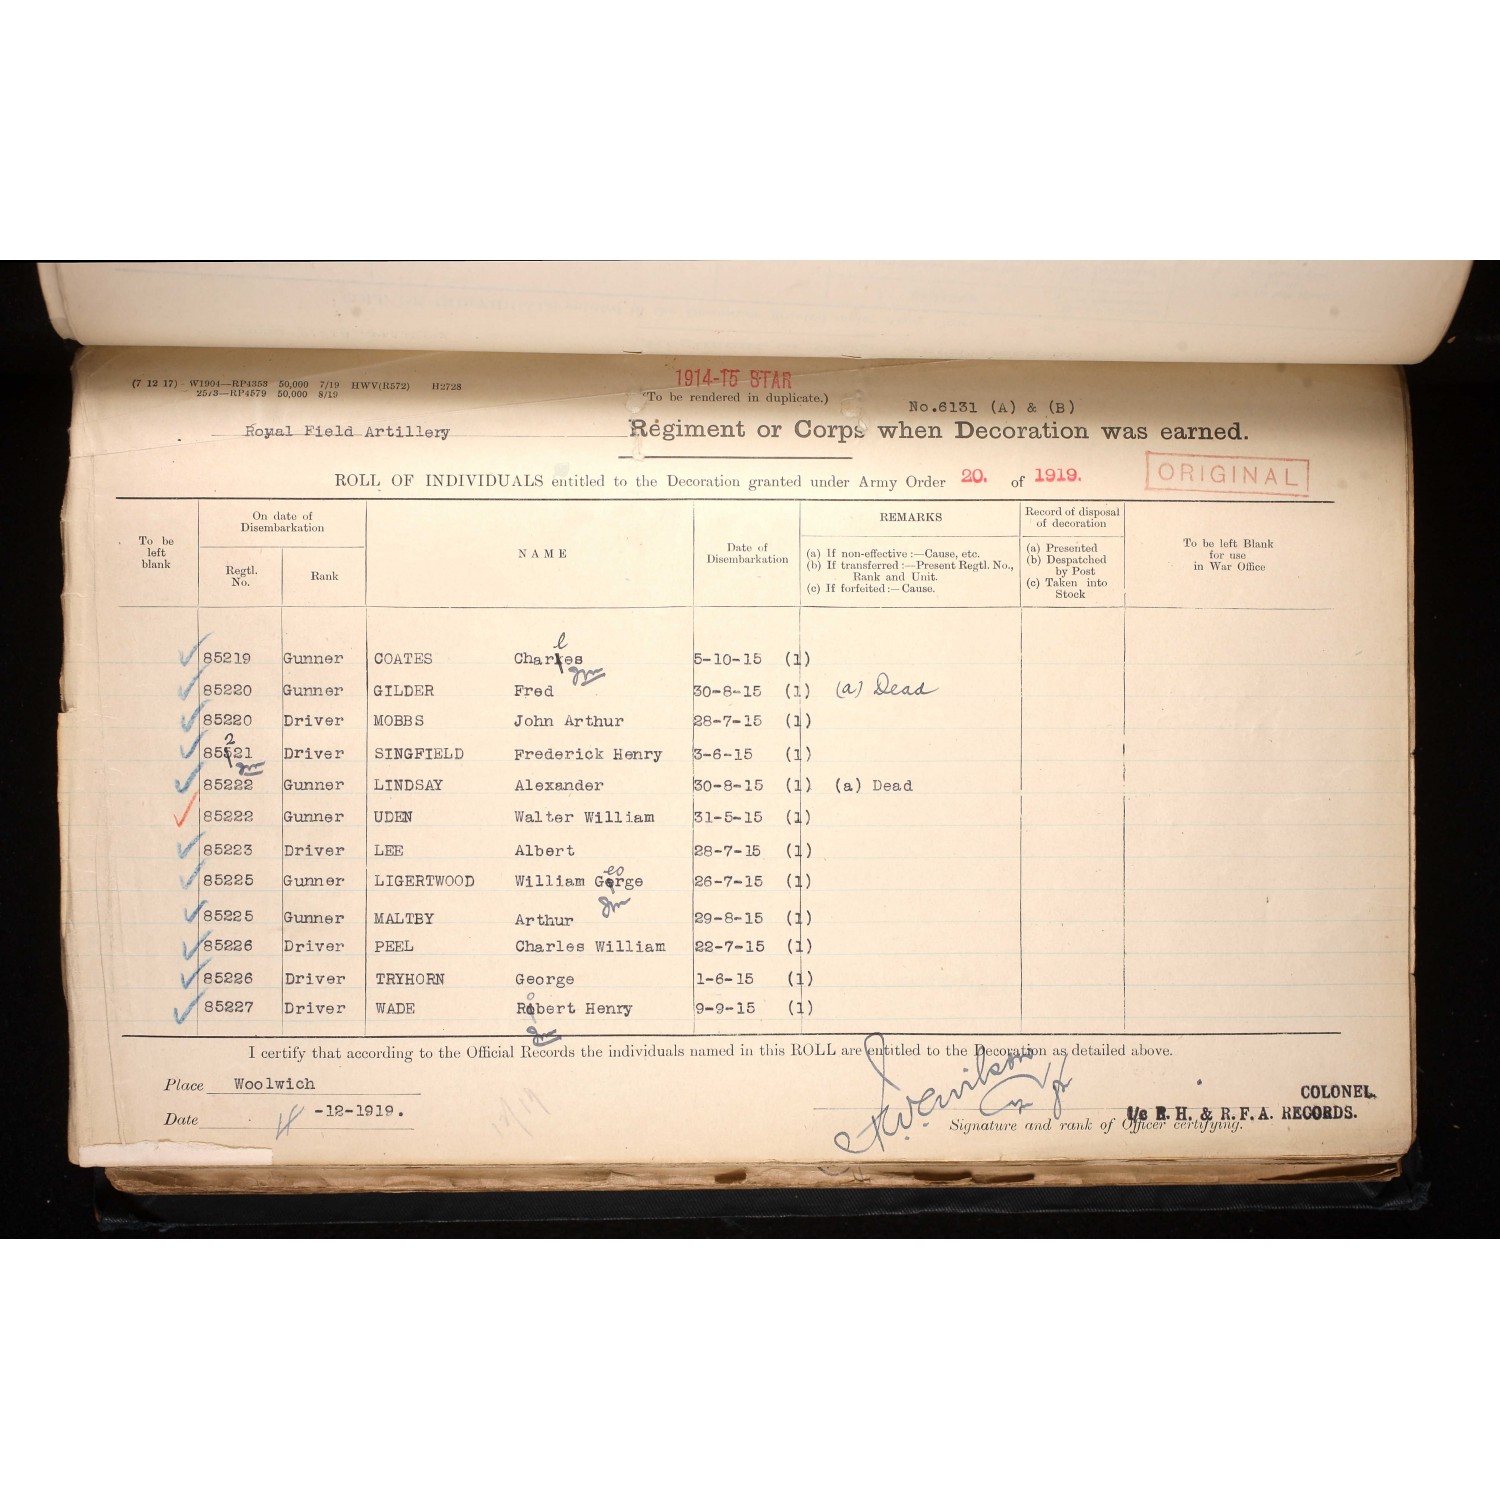 (7 12 17) W1904—RP4353 50,000 7/19 HWV(R572) H2728
2573—RP4579 50,000 8/19
1914-15 STAR
(To be rendered in duplicate.)
No.6131 (A) & (B)
Royal Field Artillery Regiment or Corps when Decoration was earned.
ROLL OF INDIVIDUALS entitled to the Decoration granted under Army Order 20. of 1919.
ORIGINAL
To be left blank
On date of Disembarkation
Regtl. No.
Rank
NAME
Date of Disembarkation
REMARKS
(a) If non-effective:—Cause, etc.
(b) If transferred:—Present Regtl. No., Rank and Unit.
(c) If forfeited:—Cause.
Record of disposal of decoration
(a) Presented
(b) Despatched by Post
(c) Taken into Stock
To be left Blank for use in War Office
85219 Gunner COATES Charles 5-10-15 (1)
85220 Gunner GILDER Fred 30-8-15 (1) (a) Dead
85220 Driver MOBBS John Arthur 28-7-15 (1)
85221 Driver SINGFIELD Frederick Henry 3-6-15 (1)
85222 Gunner LINDSAY Alexander 30-8-15 (1) (a) Dead
85222 Gunner UDEN Walter William 31-5-15 (1)
85223 Driver LEE Albert 28-7-15 (1)
85225 Gunner LIGERTWOOD William George 26-7-15 (1)
85225 Gunner MALTBY Arthur 29-8-15 (1)
85226 Driver PEEL Charles William 22-7-15 (1)
85226 Driver TRYHORN George 1-6-15 (1)
85227 Driver WADE Robert Henry 9-9-15 (1)
I certify that according to the Official Records the individuals named in this ROLL are entitled to the Decoration as detailed above.
Place Woolwich
Date -12-1919.
COLONEL,
I/c R. H. & R. F. A. RECORDS.
Signature and rank of Officer certifying.